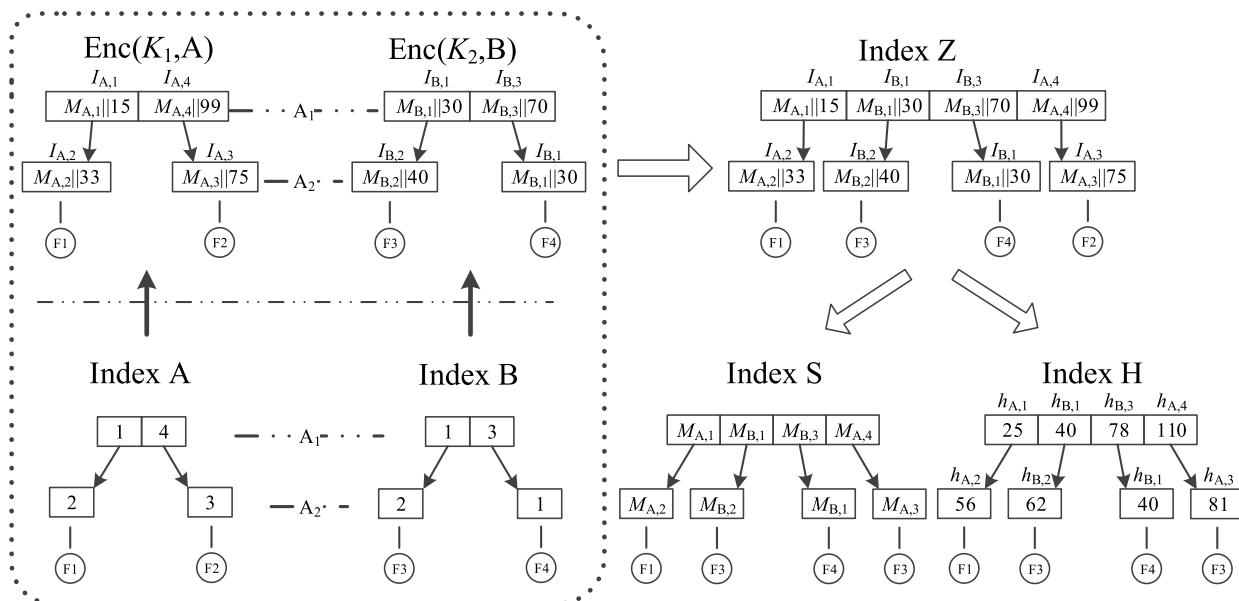 Enc(K1,A) Enc(K2,B) Index Z
IA,1 IA,4 IB,1 IB,3 IA,1 IB,1 IB,3 IA,4
MA,1||15 MA,4||99 A1 MB,1||30 MB,3||70 MA,1||15 MB,1||30 MB,3||70 MA,4||99
IA,2 IA,3 IB,2 IB,1 IA,2 IB,2 IB,1 IA,3
MA,2||33 MA,3||75 A2 MB,2||40 MB,1||30 MA,2||33 MB,2||40 MB,1||30 MA,3||75
F1 F2 F3 F4 F1 F3 F4 F2
Index A Index B Index S Index H
hA,1 hB,1 hB,3 hA,4
1 4 A1 1 3 MA,1 MB,1 MB,3 MA,4 25 40 78 110
hA,2 hB,2 hB,1 hA,3
2 3 A2 2 1 MA,2 MB,2 MB,1 MA,3 56 62 40 81
F1 F2 F3 F4 F1 F3 F4 F3 F1 F3 F4 F3